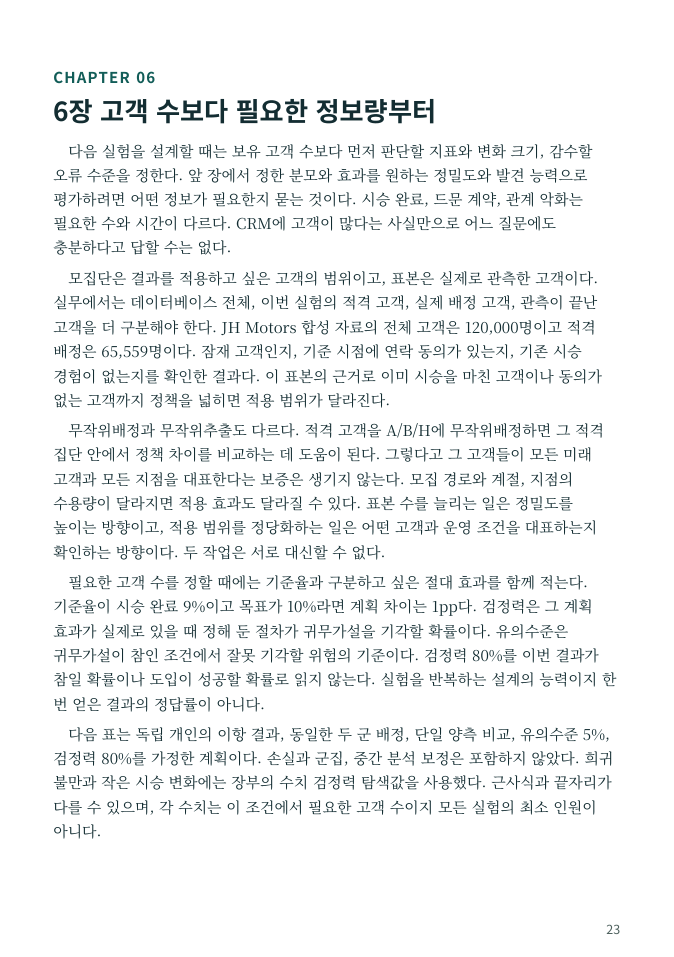 CHAPTER 06
6장 고객 수보다 필요한 정보량부터
다음 실험을 설계할 때는 보유 고객 수보다 먼저 판단할 지표와 변화 크기, 감수할
오류 수준을 정한다. 앞 장에서 정한 분모와 효과를 원하는 정밀도와 발견 능력으로
평가하려면 어떤 정보가 필요한지 묻는 것이다. 시승 완료, 드문 계약, 관계 악화는
필요한 수와 시간이 다르다. CRM에 고객이 많다는 사실만으로 어느 질문에도
충분하다고 답할 수는 없다.
모집단은 결과를 적용하고 싶은 고객의 범위이고, 표본은 실제로 관측한 고객이다.
실무에서는 데이터베이스 전체, 이번 실험의 적격 고객, 실제 배정 고객, 관측이 끝난
고객을 더 구분해야 한다. JH Motors 합성 자료의 전체 고객은 120,000명이고 적격
배정은 65,559명이다. 잠재 고객인지, 기준 시점에 연락 동의가 있는지, 기존 시승
경험이 없는지를 확인한 결과다. 이 표본의 근거로 이미 시승을 마친 고객이나 동의가
없는 고객까지 정책을 넓히면 적용 범위가 달라진다.
무작위배정과 무작위추출도 다르다. 적격 고객을 A/B/H에 무작위배정하면 그 적격
집단 안에서 정책 차이를 비교하는 데 도움이 된다. 그렇다고 그 고객들이 모든 미래
고객과 모든 지점을 대표한다는 보증은 생기지 않는다. 모집 경로와 계절, 지점의
수용량이 달라지면 적용 효과도 달라질 수 있다. 표본 수를 늘리는 일은 정밀도를
높이는 방향이고, 적용 범위를 정당화하는 일은 어떤 고객과 운영 조건을 대표하는지
확인하는 방향이다. 두 작업은 서로 대신할 수 없다.
필요한 고객 수를 정할 때에는 기준율과 구분하고 싶은 절대 효과를 함께 적는다.
기준율이 시승 완료 9%이고 목표가 10%라면 계획 차이는 1pp다. 검정력은 그 계획
효과가 실제로 있을 때 정해 둔 절차가 귀무가설을 기각할 확률이다. 유의수준은
귀무가설이 참인 조건에서 잘못 기각할 위험의 기준이다. 검정력 80%를 이번 결과가
참일 확률이나 도입이 성공할 확률로 읽지 않는다. 실험을 반복하는 설계의 능력이지 한
번 얻은 결과의 정답률이 아니다.
다음 표는 독립 개인의 이항 결과, 동일한 두 군 배정, 단일 양측 비교, 유의수준 5%,
검정력 80%를 가정한 계획이다. 손실과 군집, 중간 분석 보정은 포함하지 않았다. 희귀
불만과 작은 시승 변화에는 장부의 수치 검정력 탐색값을 사용했다. 근사식과 끝자리가
다를 수 있으며, 각 수치는 이 조건에서 필요한 고객 수이지 모든 실험의 최소 인원이
아니다.
23